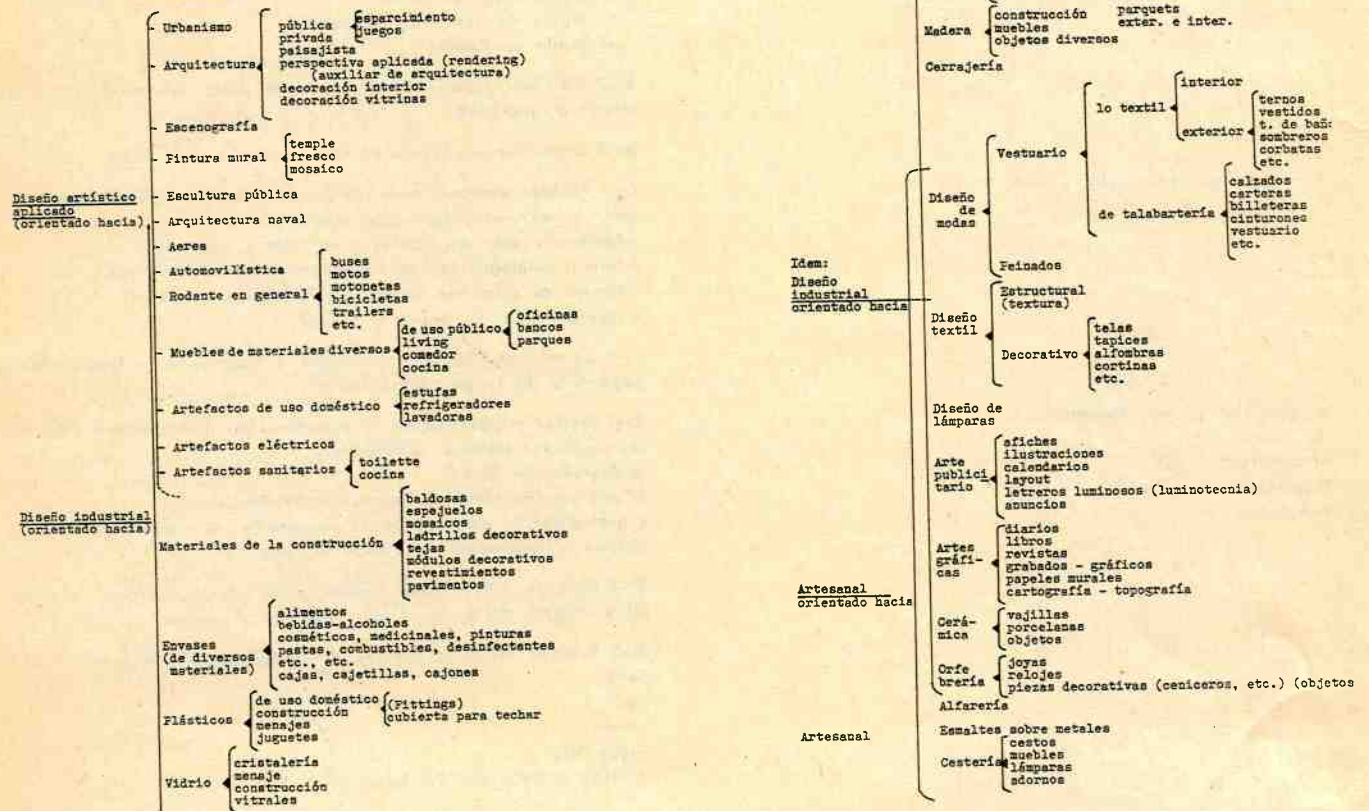 Urbanismo
pública
privada
esparcimiento
juegos
Arquitectura
paisajista
perspectiva aplicada (rendering)
(auxiliar de arquitectura)
decoración interior
decoración vitrinas
Escenografía
Pintura mural
temple
fresco
mosaico
Diseño artístico
aplicado
(orientado hacia)
Escultura pública
Arquitectura naval
Aerea
Automovilística
Rodante en general
buses
motos
motonetas
bicicletas
trailers
etc.
Muebles de materiales diversos
de uso público
living
comedor
cocina
oficinas
bancos
parques
Artefactos de uso doméstico
estufas
refrigeradores
lavadoras
Artefactos eléctricos
Artefactos sanitarios
toilette
cocina
Diseño industrial
(orientado hacia)
Materiales de la construcción
baldosas
espejuelos
mosaicos
ladrillos decorativos
tejas
módulos decorativos
revestimientos
pavimentos
Envases
(de diversos
materiales)
alimentos
bebidas-alcoholes
cosméticos, medicinales, pinturas
pastas, combustibles, desinfectantes
etc., etc.
cajas, cajetillas, cajones
Plásticos
de uso doméstico
construcción
menajes
juguetes
(Fittings)
cubierta para techar
Vidrio
cristalería
menaje
construcción
vitrales
Madera
construcción
muebles
objetos diversos
parquets
exter. e inter.
Cerrajería
Idem:
Diseño
industrial
orientado hacia
Diseño
de
modas
Vestuario
lo textil
interior
exterior
ternos
vestidos
t. de baño
sombreros
corbatas
etc.
de talabartería
calzados
carteras
billeteras
cinturones
vestuario
etc.
Peinados
Diseño
textil
Estructural
(textura)
Decorativo
telas
tapices
alfombras
cortinas
etc.
Diseño de
lámparas
Arte
publici
tario
afiches
ilustraciones
calendarios
layout
letreros luminosos (luminotecnia)
anuncios
Artes
gráfi-
cas
diarios
libros
revistas
grabados - gráficos
papeles murales
cartografía - topografía
Artesanal
orientado hacia
Cerá-
mica
vajillas
porcelanas
objetos
Orfe
brería
joyas
relojes
piezas decorativas (ceniceros, etc.) (objetos
Alfarería
Artesanal
Esmaltes sobre metales
Cestería
cestos
muebles
lámparas
adornos